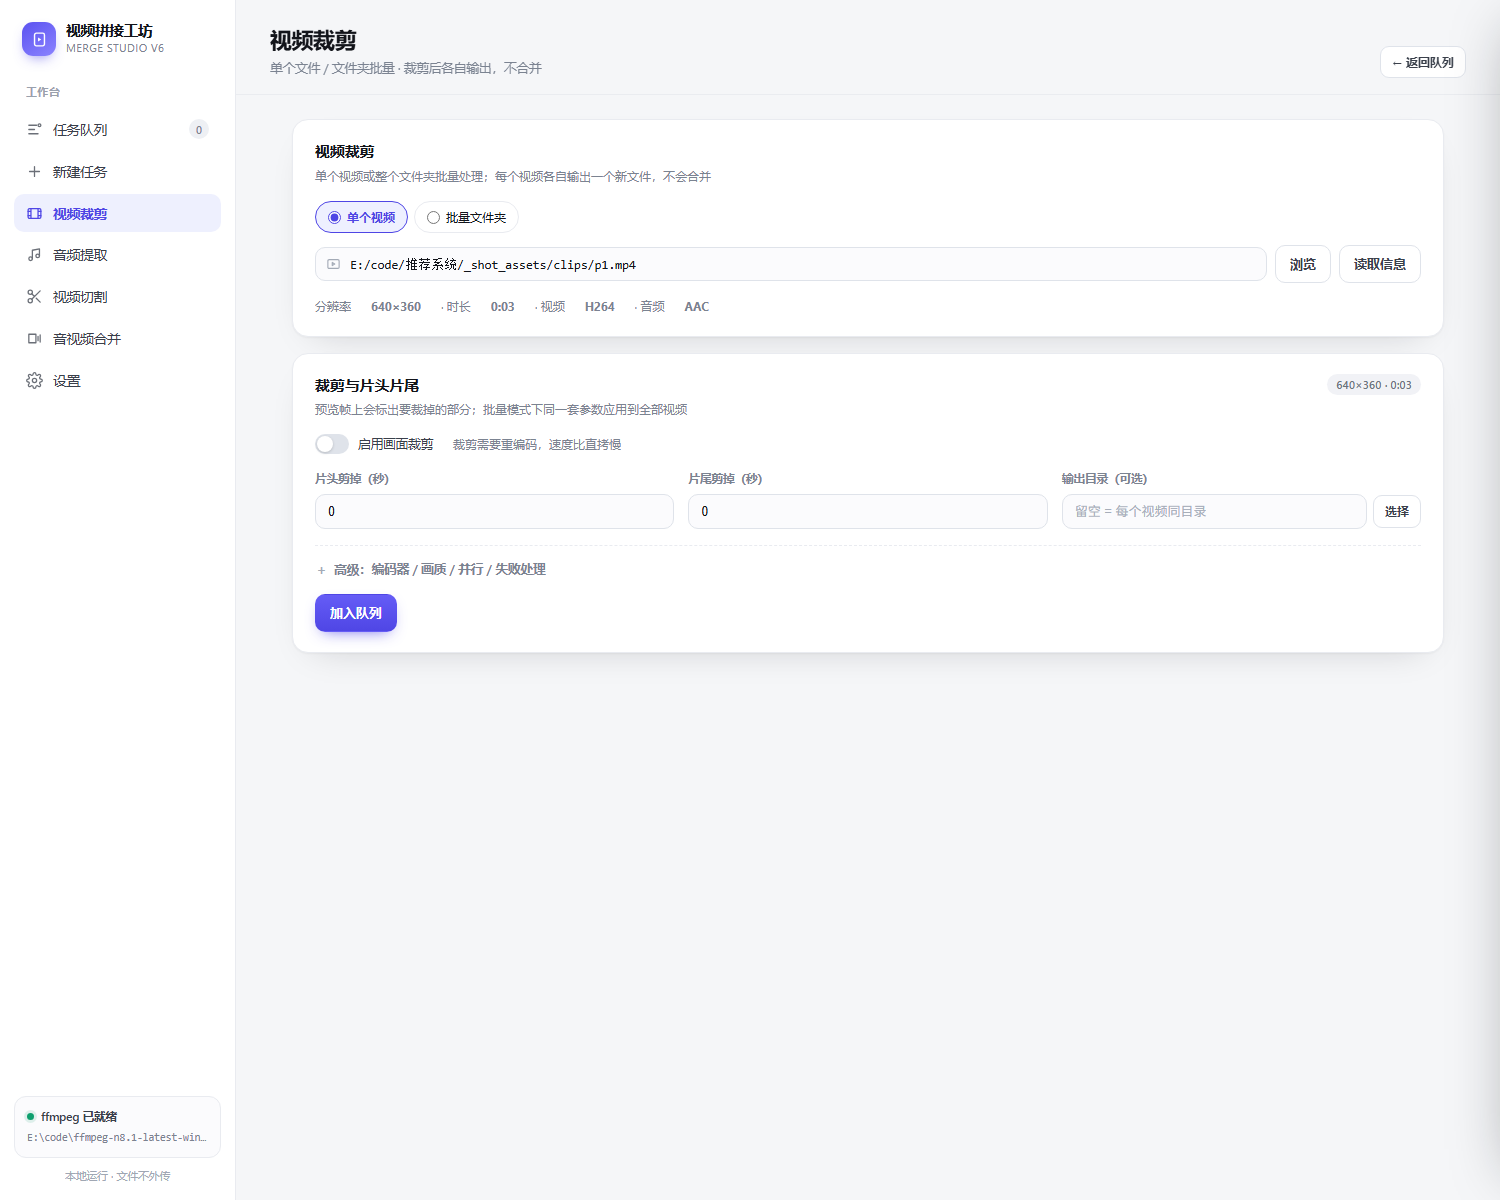 视频拼接工坊
MERGE STUDIO V6
工作台
任务队列 0
新建任务
视频裁剪
音频提取
视频切割
音视频合并
设置
ffmpeg 已就绪
E:\code\ffmpeg-n8.1-latest-win…
本地运行 · 文件不外传
视频裁剪
单个文件 / 文件夹批量 · 裁剪后各自输出，不合并
← 返回队列
视频裁剪
单个视频或整个文件夹批量处理；每个视频各自输出一个新文件，不会合并
单个视频 批量文件夹
E:/code/推荐系统/_shot_assets/clips/p1.mp4 浏览 读取信息
分辨率 640×360 · 时长 0:03 · 视频 H264 · 音频 AAC
裁剪与片头片尾 640×360 · 0:03
预览帧上会标出要裁掉的部分；批量模式下同一套参数应用到全部视频
启用画面裁剪 裁剪需要重编码，速度比直拷慢
片头剪掉（秒） 片尾剪掉（秒） 输出目录（可选）
0 0 留空 = 每个视频同目录 选择
+ 高级：编码器 / 画质 / 并行 / 失败处理
加入队列